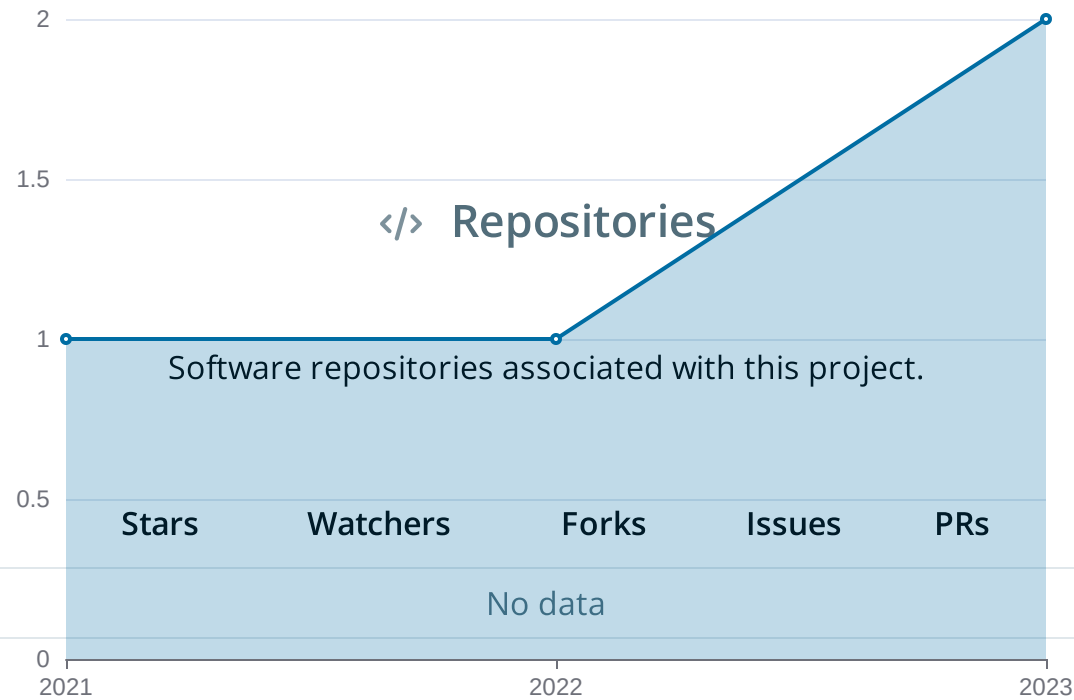 2
1.5
</> Repositories
1
Software repositories associated with this project.
0.5
Stars Watchers Forks Issues PRs
No data
0
2021 2022 2023